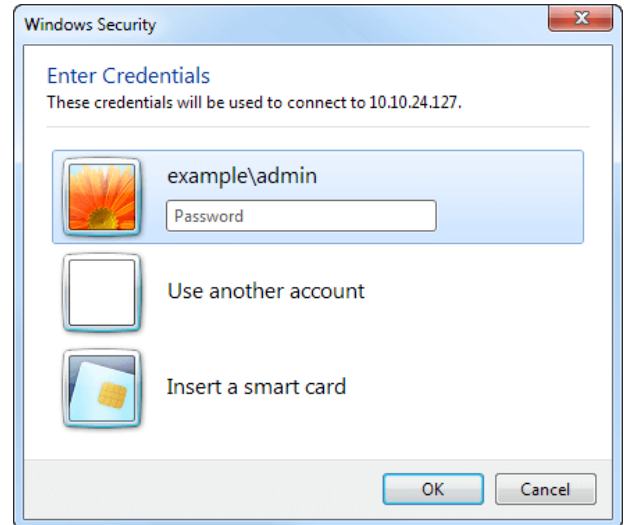 Windows Security
Enter Credentials
These credentials will be used to connect to 10.10.24.127.
example\admin
Password
Use another account
Insert a smart card
OK Cancel